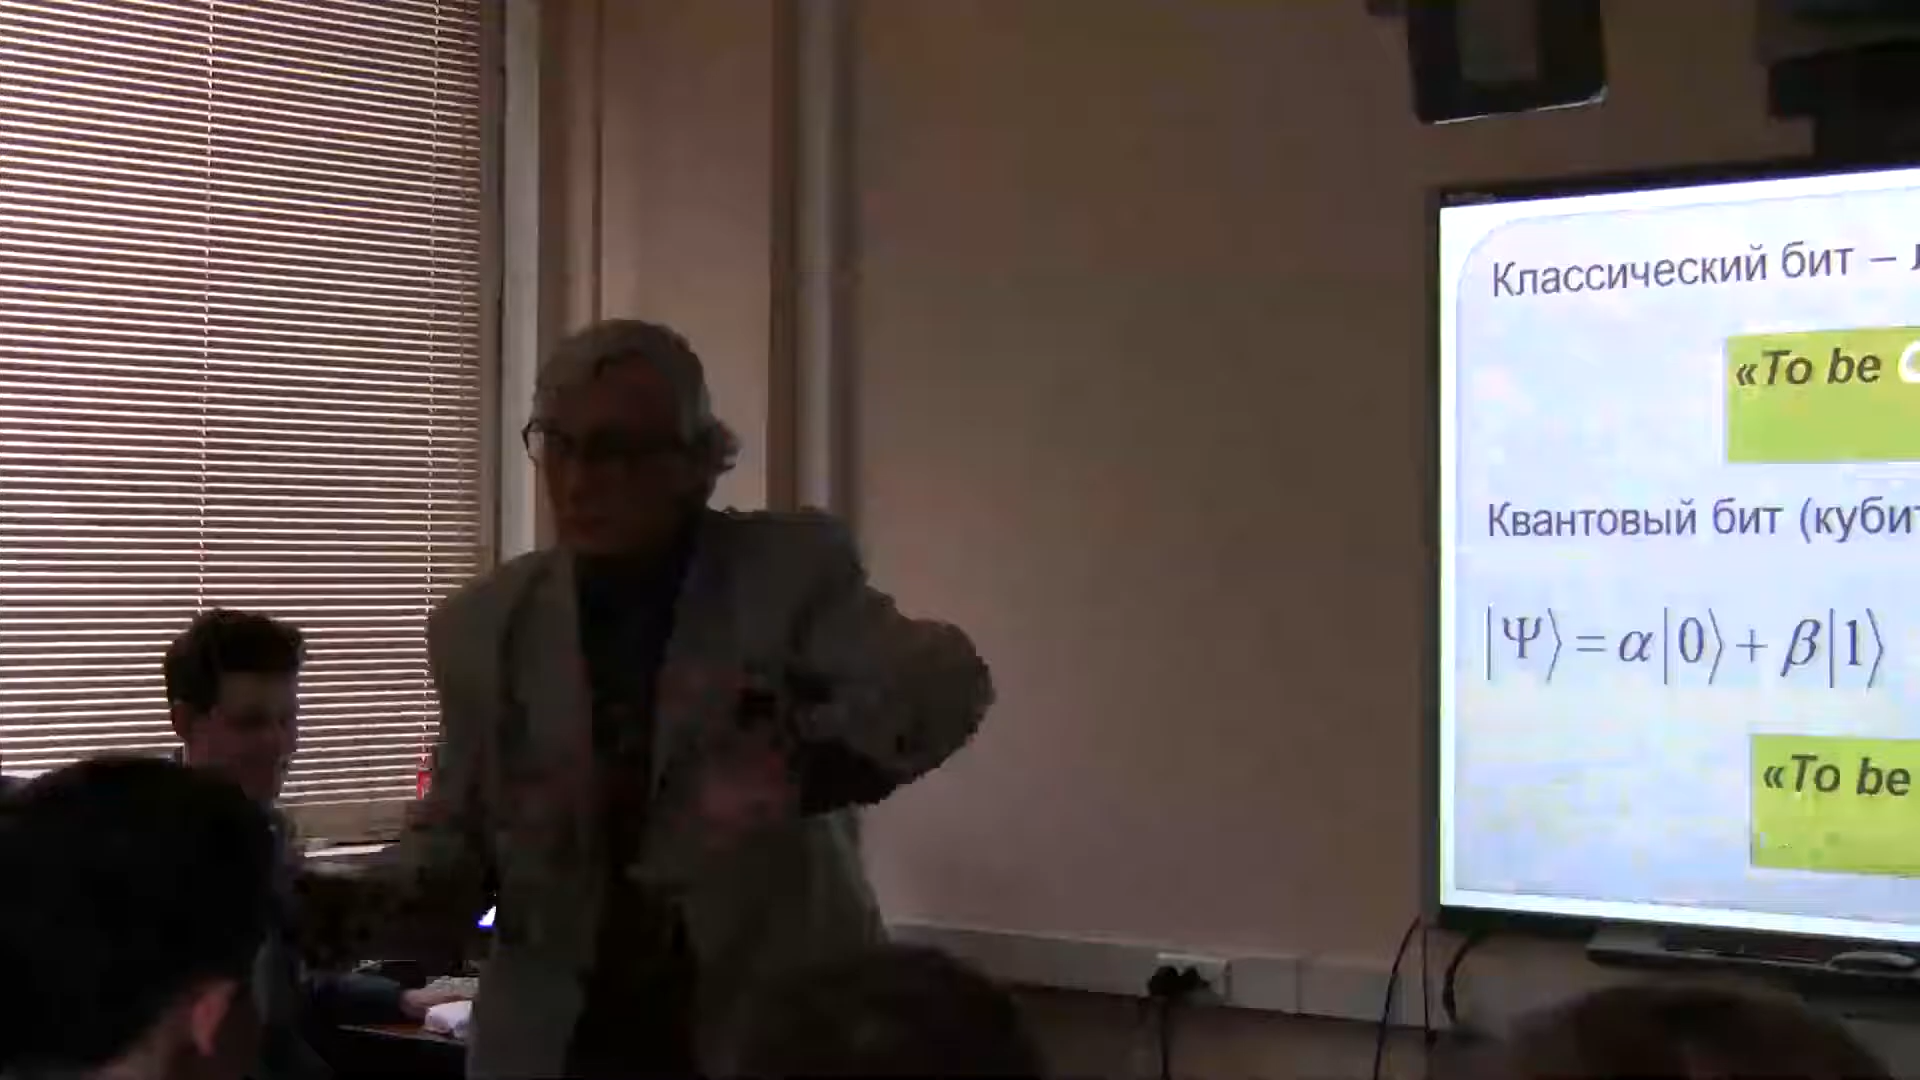 Классический бит –
«To be
Квантовый бит (кубит
|Ψ⟩ = α|0⟩ + β|1⟩
«To be